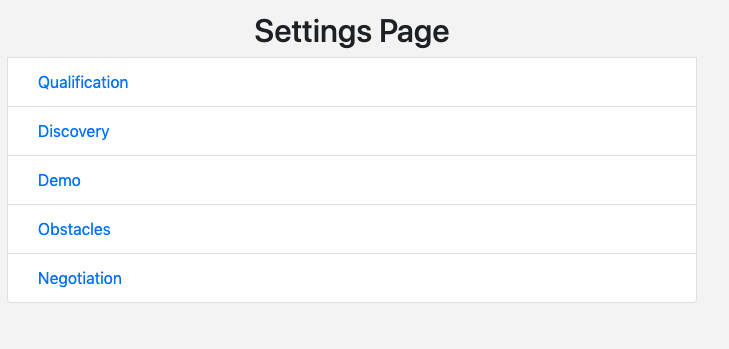 Settings Page
Qualification
Discovery
Demo
Obstacles
Negotiation